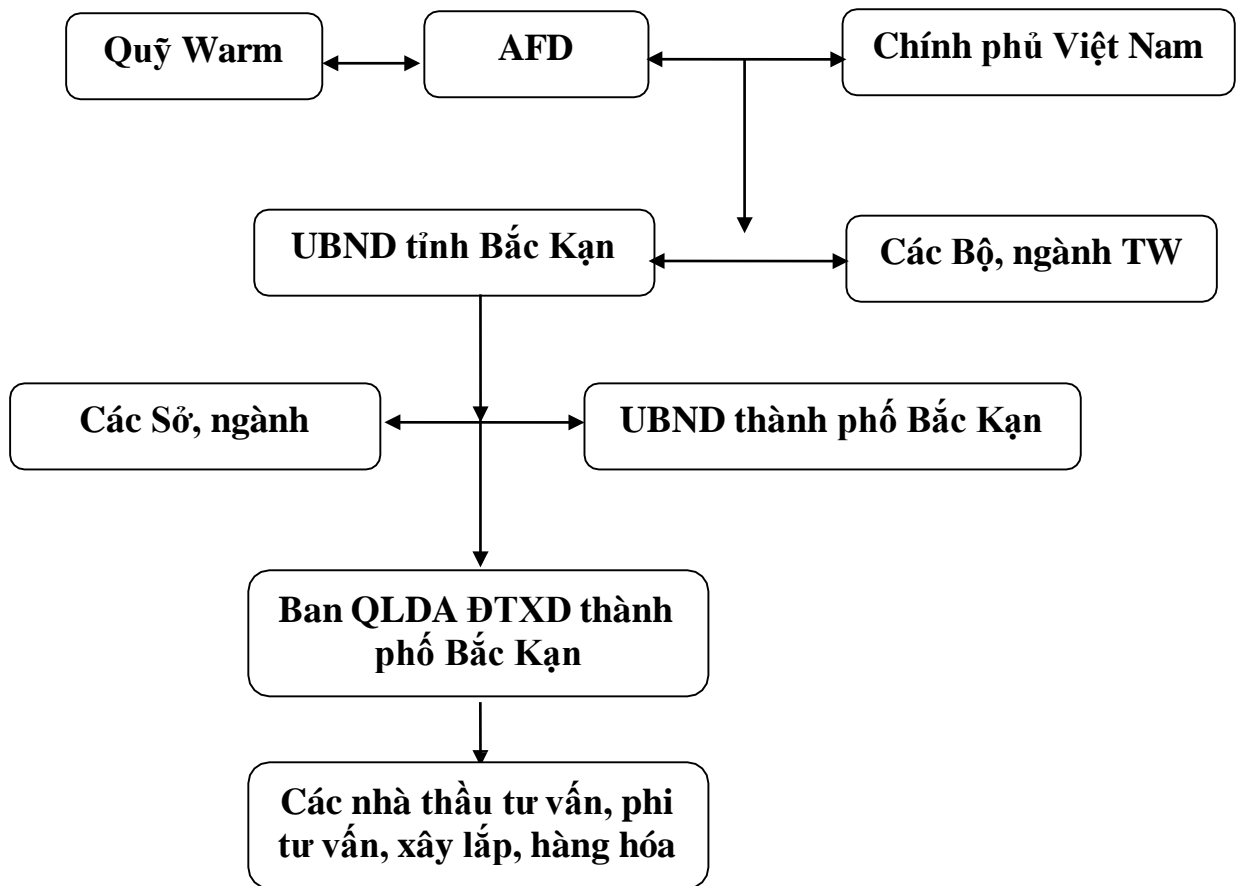 Quỹ Warm
AFD
Chính phủ Việt Nam
UBND tỉnh Bắc Kạn
Các Bộ, ngành TW
Các Sở, ngành
UBND thành phố Bắc Kạn
Ban QLDA ĐTXD thành
phố Bắc Kạn
Các nhà thầu tư vấn, phi
tư vấn, xây lắp, hàng hóa